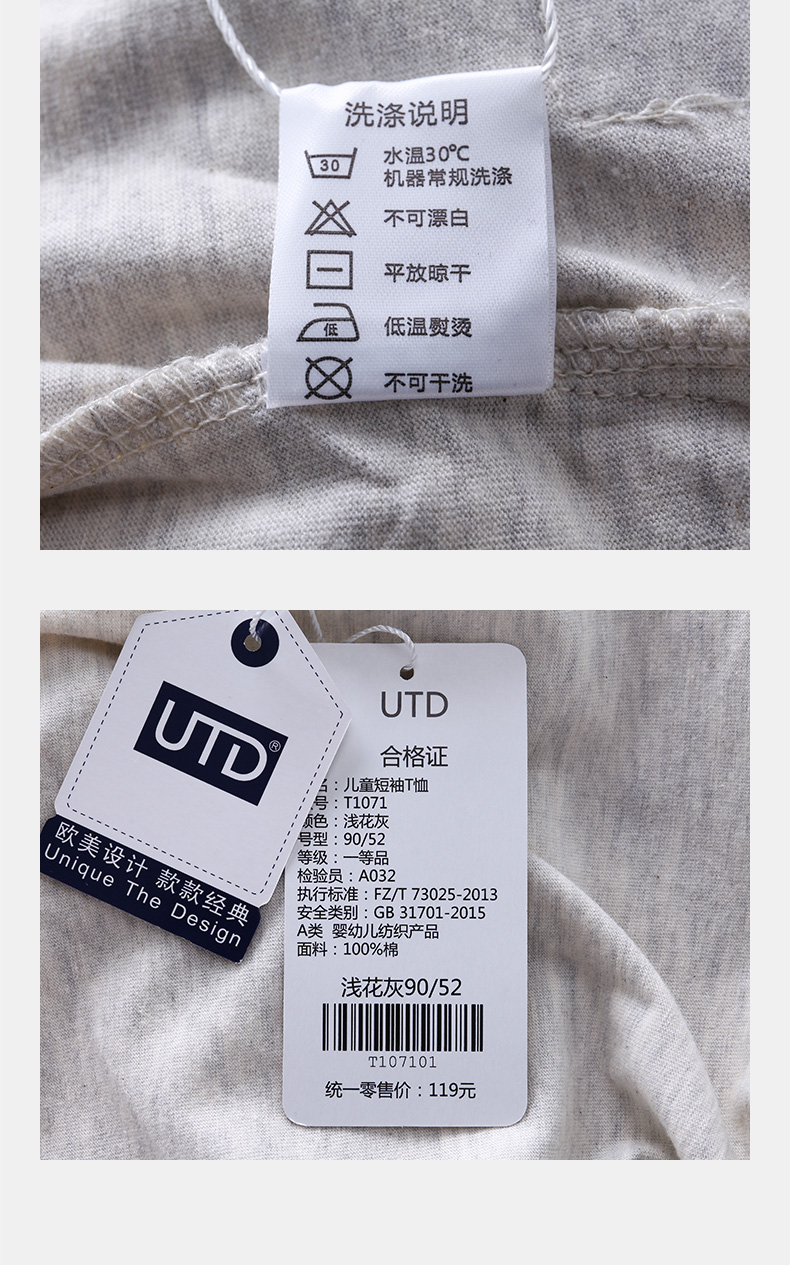 洗涤说明
30
水温30℃
机器常规洗涤
不可漂白
平放晾干
低
低温熨烫
不可干洗
UTD®
欧美设计 款款经典
Unique The Design
UTD
合格证
名：儿童短袖T恤
号：T1071
颜色：浅花灰
号型：90/52
等级：一等品
检验员：A032
执行标准：FZ/T 73025-2013
安全类别：GB 31701-2015
A类 婴幼儿纺织产品
面料：100%棉
浅花灰90/52
T107101
统一零售价：119元